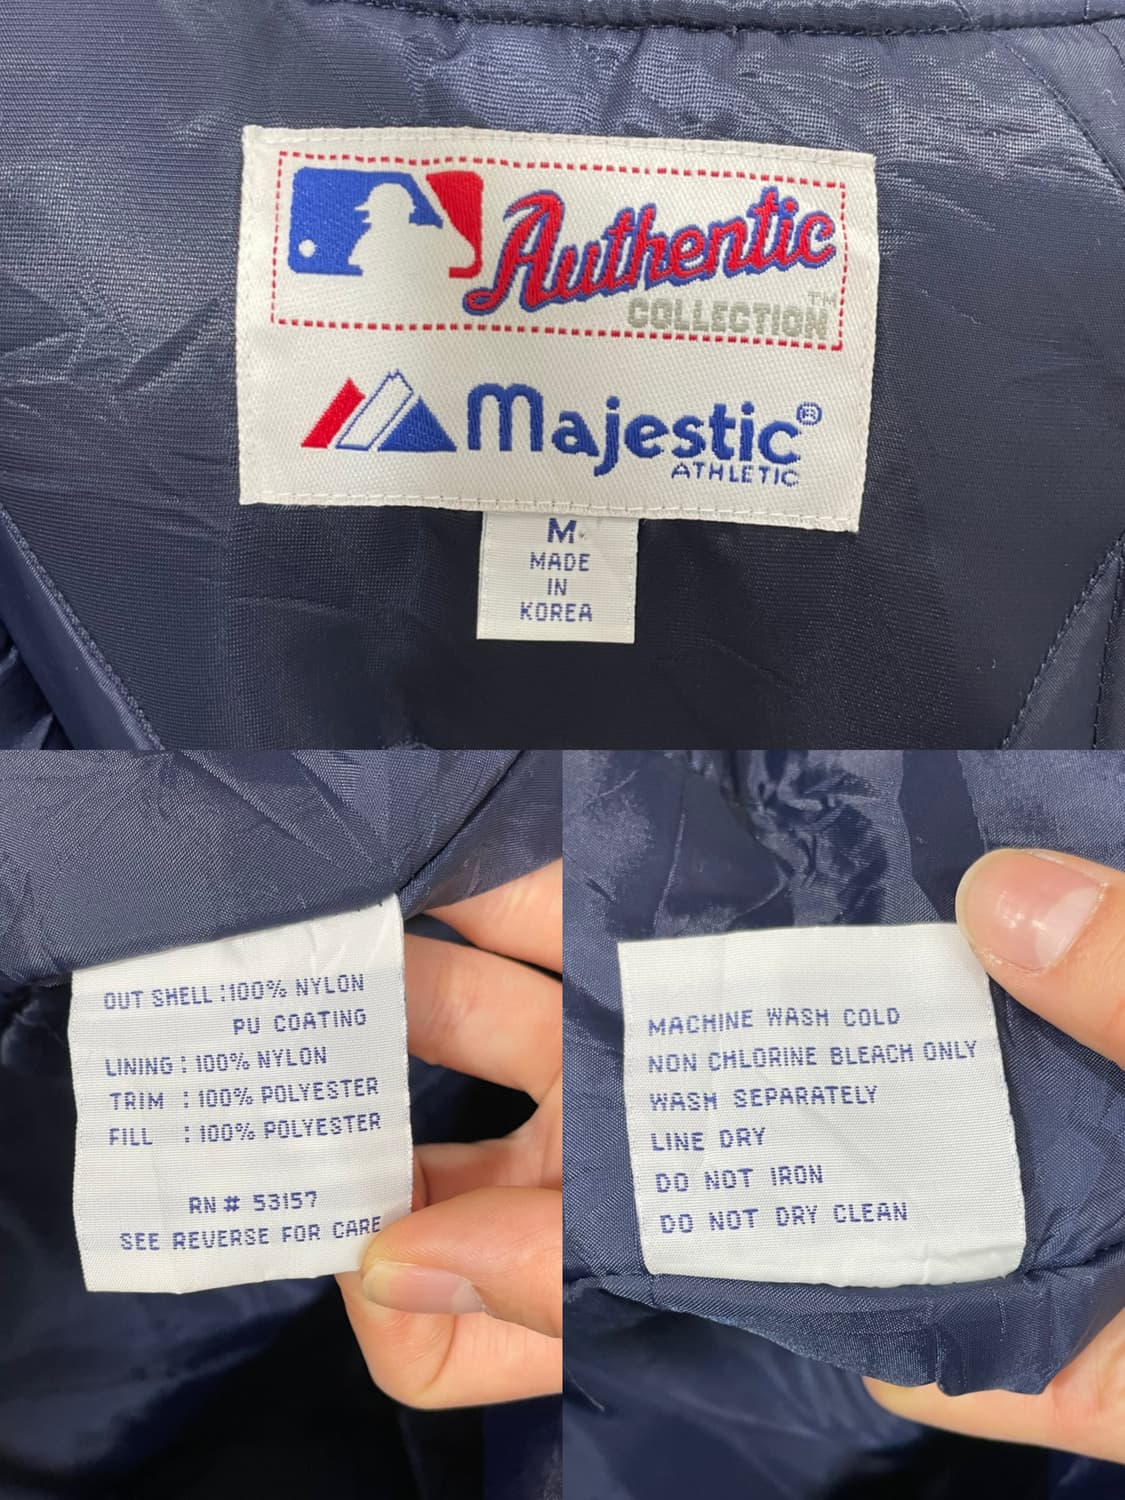 Authentic
COLLECTION™
Majestic®
ATHLETIC
M
MADE
IN
KOREA
OUT SHELL : 100% NYLON
PU COATING
LINING : 100% NYLON
TRIM : 100% POLYESTER
FILL : 100% POLYESTER
RN # 53157
SEE REVERSE FOR CARE
MACHINE WASH COLD
NON CHLORINE BLEACH ONLY
WASH SEPARATELY
LINE DRY
DO NOT IRON
DO NOT DRY CLEAN